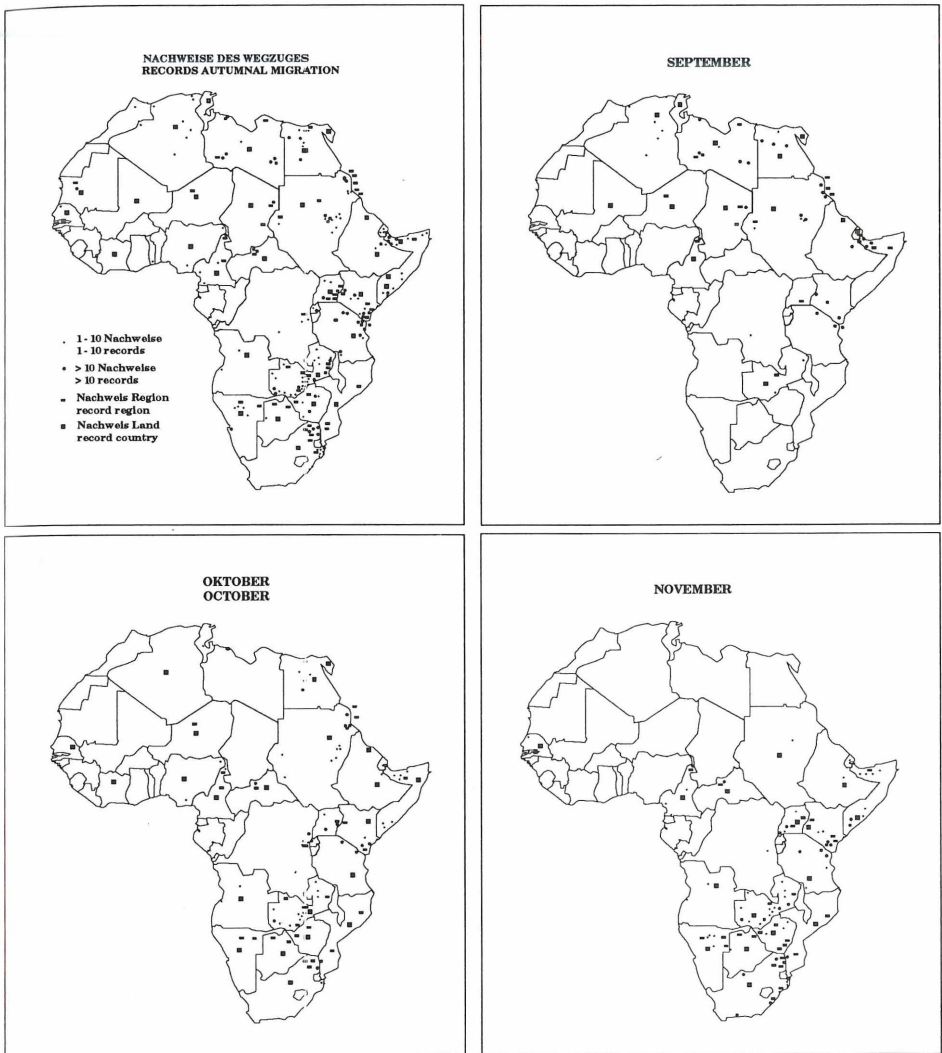 NACHWEISE DES WEGZUGES
RECORDS AUTUMNAL MIGRATION
1 - 10 Nachweise
1 - 10 records
> 10 Nachweise
> 10 records
Nachweis Region
record region
Nachweis Land
record country
SEPTEMBER
OKTOBER
OCTOBER
NOVEMBER